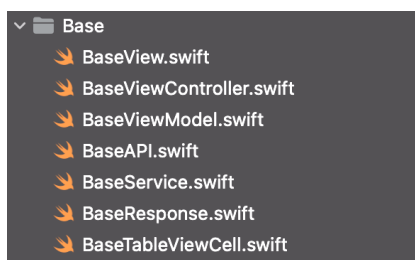 Base
BaseView.swift
BaseViewController.swift
BaseViewModel.swift
BaseAPI.swift
BaseService.swift
BaseResponse.swift
BaseTableViewCell.swift